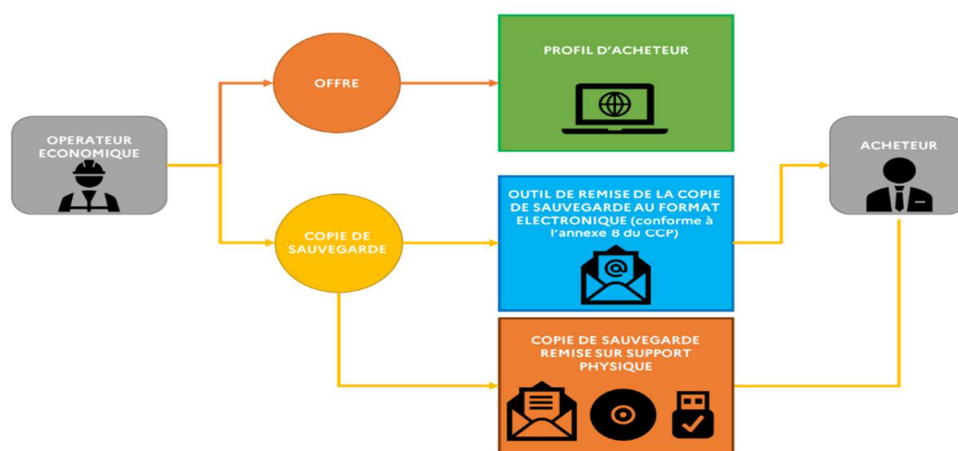 OFFRE
PROFIL D'ACHETEUR
OPERATEUR
ECONOMIQUE
ACHETEUR
COPIE DE
SAUVEGARDE
OUTIL DE REMISE DE LA COPIE
DE SAUVEGARDE AU FORMAT
ELECTRONIQUE (conforme à
l'annexe 8 du CCP)
@
COPIE DE SAUVEGARDE
REMISE SUR SUPPORT
PHYSIQUE